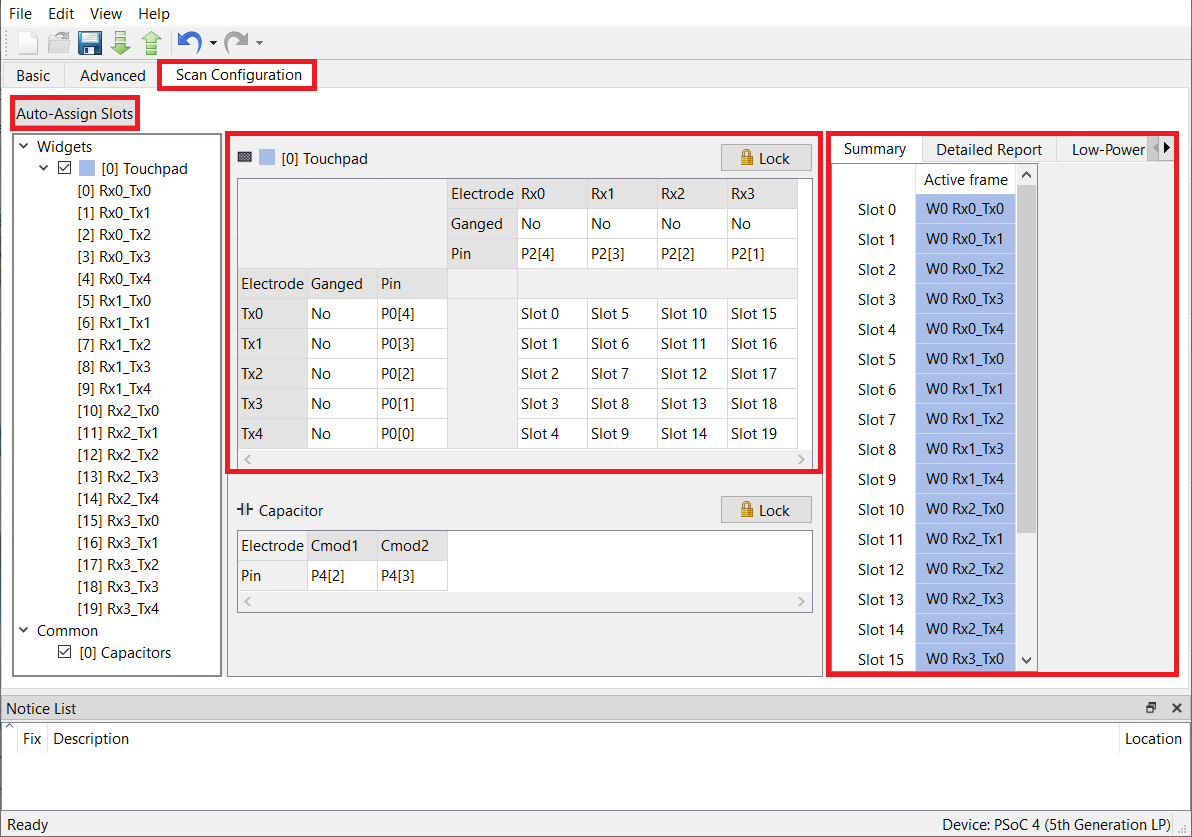 File Edit View Help
Basic Advanced Scan Configuration
Auto-Assign Slots
Widgets
[0] Touchpad
[0] Rx0_Tx0
[1] Rx0_Tx1
[2] Rx0_Tx2
[3] Rx0_Tx3
[4] Rx0_Tx4
[5] Rx1_Tx0
[6] Rx1_Tx1
[7] Rx1_Tx2
[8] Rx1_Tx3
[9] Rx1_Tx4
[10] Rx2_Tx0
[11] Rx2_Tx1
[12] Rx2_Tx2
[13] Rx2_Tx3
[14] Rx2_Tx4
[15] Rx3_Tx0
[16] Rx3_Tx1
[17] Rx3_Tx2
[18] Rx3_Tx3
[19] Rx3_Tx4
Common
[0] Capacitors
[0] Touchpad Lock
Electrode Rx0 Rx1 Rx2 Rx3
Ganged No No No No
Pin P2[4] P2[3] P2[2] P2[1]
Electrode Ganged Pin
Tx0 No P0[4] Slot 0 Slot 5 Slot 10 Slot 15
Tx1 No P0[3] Slot 1 Slot 6 Slot 11 Slot 16
Tx2 No P0[2] Slot 2 Slot 7 Slot 12 Slot 17
Tx3 No P0[1] Slot 3 Slot 8 Slot 13 Slot 18
Tx4 No P0[0] Slot 4 Slot 9 Slot 14 Slot 19
Capacitor Lock
Electrode Cmod1 Cmod2
Pin P4[2] P4[3]
Summary Detailed Report Low-Power
Active frame
Slot 0 W0 Rx0_Tx0
Slot 1 W0 Rx0_Tx1
Slot 2 W0 Rx0_Tx2
Slot 3 W0 Rx0_Tx3
Slot 4 W0 Rx0_Tx4
Slot 5 W0 Rx1_Tx0
Slot 6 W0 Rx1_Tx1
Slot 7 W0 Rx1_Tx2
Slot 8 W0 Rx1_Tx3
Slot 9 W0 Rx1_Tx4
Slot 10 W0 Rx2_Tx0
Slot 11 W0 Rx2_Tx1
Slot 12 W0 Rx2_Tx2
Slot 13 W0 Rx2_Tx3
Slot 14 W0 Rx2_Tx4
Slot 15 W0 Rx3_Tx0
Notice List
Fix Description Location
Ready Device: PSoC 4 (5th Generation LP)